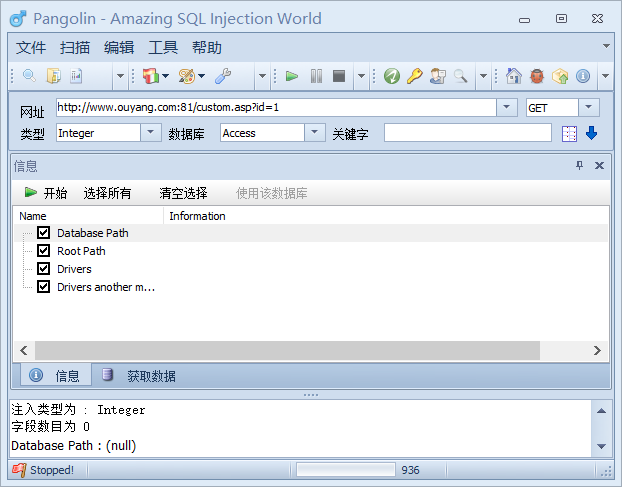 Pangolin - Amazing SQL Injection World
文件 扫描 编辑 工具 帮助
网址 http://www.ouyang.com:81/custom.asp?id=1 GET
类型 Integer 数据库 Access 关键字
信息
开始 选择所有 清空选择 使用该数据库
Name Information
Database Path
Root Path
Drivers
Drivers another m...
信息 获取数据
注入类型为 : Integer
字段数目为 0
Database Path : (null)
Stopped! 936